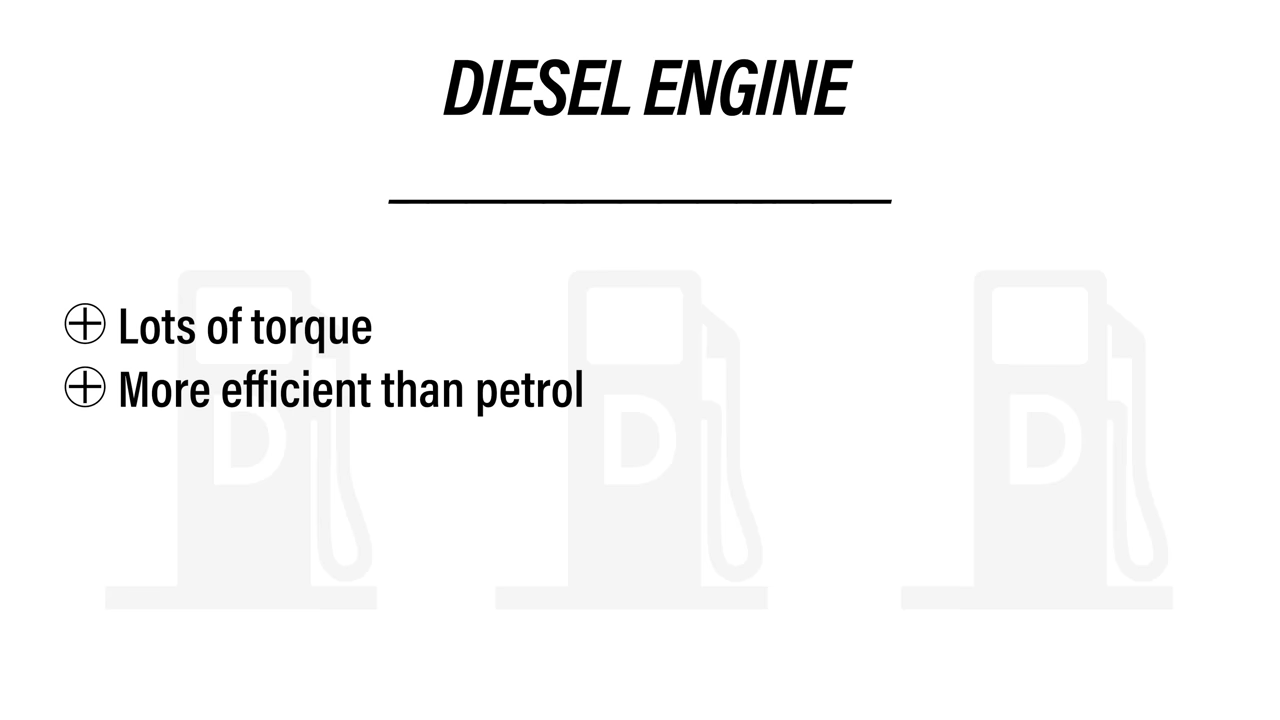 DIESEL ENGINE
⊕ Lots of torque
⊕ More efficient than petrol
D D D